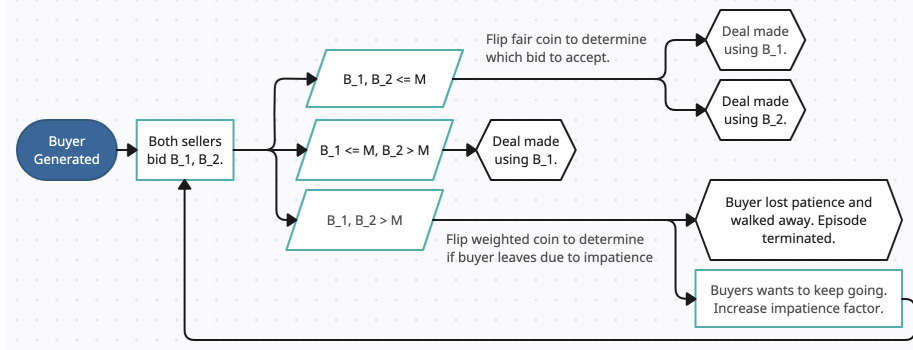 Buyer
Generated
Both sellers
bid B_1, B_2.
B_1, B_2 <= M
Flip fair coin to determine
which bid to accept.
Deal made
using B_1.
Deal made
using B_2.
B_1 <= M, B_2 > M
Deal made
using B_1.
B_1, B_2 > M
Flip weighted coin to determine
if buyer leaves due to impatience
Buyer lost patience and
walked away. Episode
terminated.
Buyers wants to keep going.
Increase impatience factor.